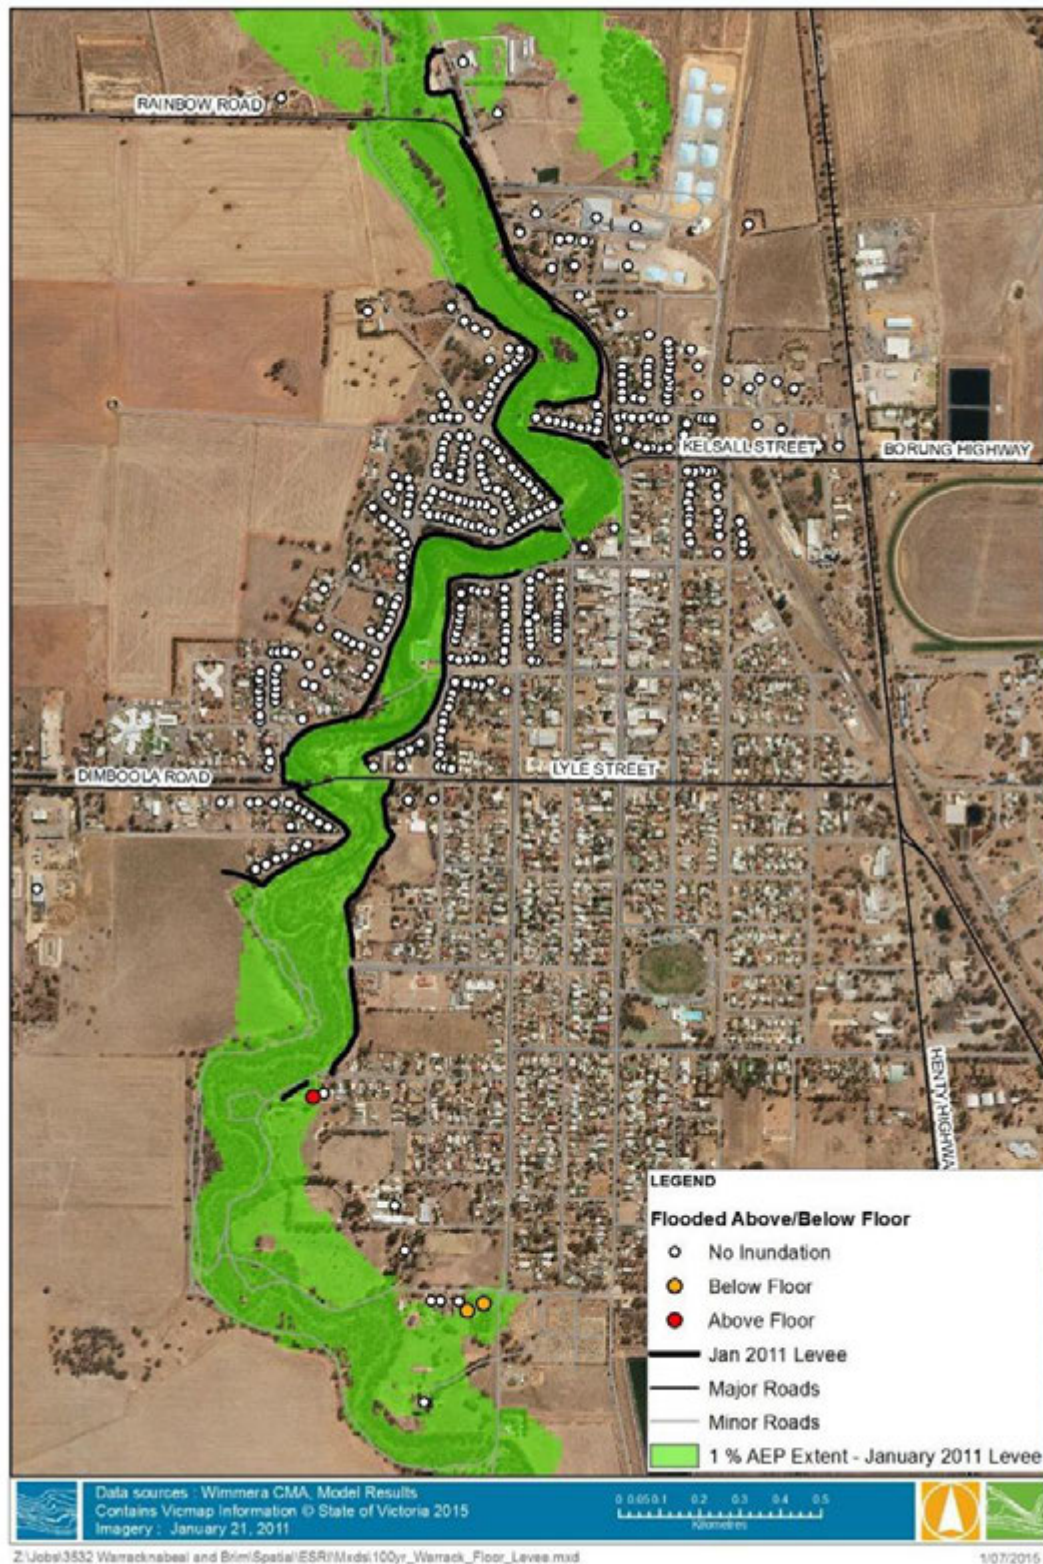 RAINBOW ROAD
KELSALL STREET
BORUNG HIGHWAY
DIMBOOLA ROAD
LYLE STREET
HENTY HIGHWA
LEGEND
Flooded Above/Below Floor
No Inundation
Below Floor
Above Floor
Jan 2011 Levee
Major Roads
Minor Roads
1 % AEP Extent - January 2011 Levee
Data sources : Wimmera CMA, Model Results
Contains Vicmap Information © State of Victoria 2015
Imagery : January 21, 2011
0 0.05 0.1 0.2 0.3 0.4 0.5
Kilometres
Z:\Jobs\3532 Warracknabeal and Brim\Spatial\ESRI\Mxds\100yr_Warrack_Floor_Levee.mxd
1/07/2015